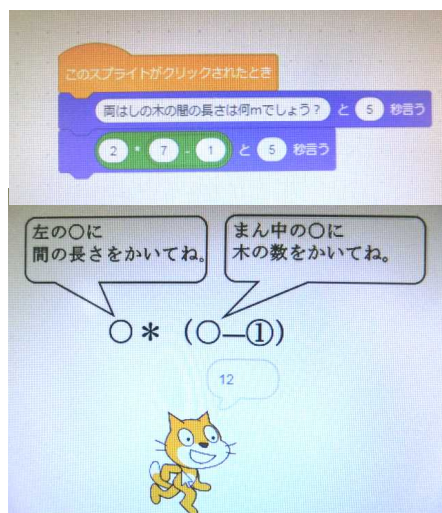 このスプライトがクリックされたとき
両はしの木の間の長さは何mでしょう? と 5 秒言う
2 * 7 - 1 と 5 秒言う
左の○に
間の長さをかいてね。
まん中の○に
木の数をかいてね。
○*(○―①)
12